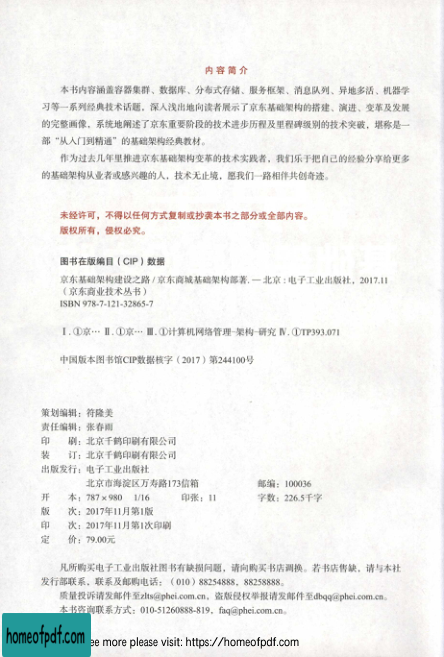 内容简介
本书内容涵盖容器集群、数据库、分布式存储、服务框架、消息队列、异地多活、机器学
习等一系列经典技术话题，深入浅出地向读者展示了京东基础架构的搭建、演进、变革及发展
的完整画像，系统地阐述了京东重要阶段的技术进步历程及里程碑级别的技术突破，堪称是一
部“从入门到精通”的基础架构经典教材。
作为过去几年里推进京东基础架构变革的技术实践者，我们乐于把自己的经验分享给更多
的基础架构从业者或感兴趣的人，技术无止境，愿我们一路相伴共创奇迹。
未经许可，不得以任何方式复制或抄袭本书之部分或全部内容。
版权所有，侵权必究。
图书在版编目（CIP）数据
京东基础架构建设之路 / 京东商城基础架构部著. — 北京：电子工业出版社，2017.11
（京东商业技术丛书）
ISBN 978-7-121-32865-7
Ⅰ. ①京… Ⅱ. ①京… Ⅲ. ①计算机网络管理-架构-研究 Ⅳ. ①TP393.071
中国版本图书馆CIP数据核字（2017）第244100号
策划编辑：符隆美
责任编辑：张春雨
印 刷：北京千鹤印刷有限公司
装 订：北京千鹤印刷有限公司
出版发行：电子工业出版社
北京市海淀区万寿路173信箱 邮编：100036
开 本：787×980 1/16 印张：11 字数：226.5千字
版 次：2017年11月第1版
印 次：2017年11月第1次印刷
定 价：79.00元
凡所购买电子工业出版社图书有缺损问题，请向购买书店调换。若书店售缺，请与本社
发行部联系，联系及邮购电话：（010）88254888，88258888。
质量投诉请发邮件至zlts@phei.com.cn，盗版侵权举报请发邮件至dbqq@phei.com.cn。
本书咨询联系方式：010-51260888-819，faq@phei.com.cn。
homeofpdf.com
ee more please visit: https://homeofpdf.com